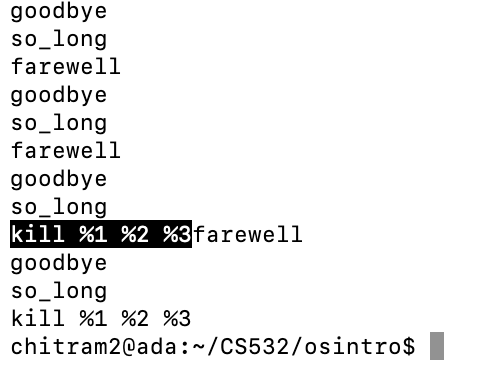 goodbye
so_long
farewell
goodbye
so_long
farewell
goodbye
so_long
kill %1 %2 %3farewell
goodbye
so_long
kill %1 %2 %3
chitram2@ada:~/CS532/osintro$